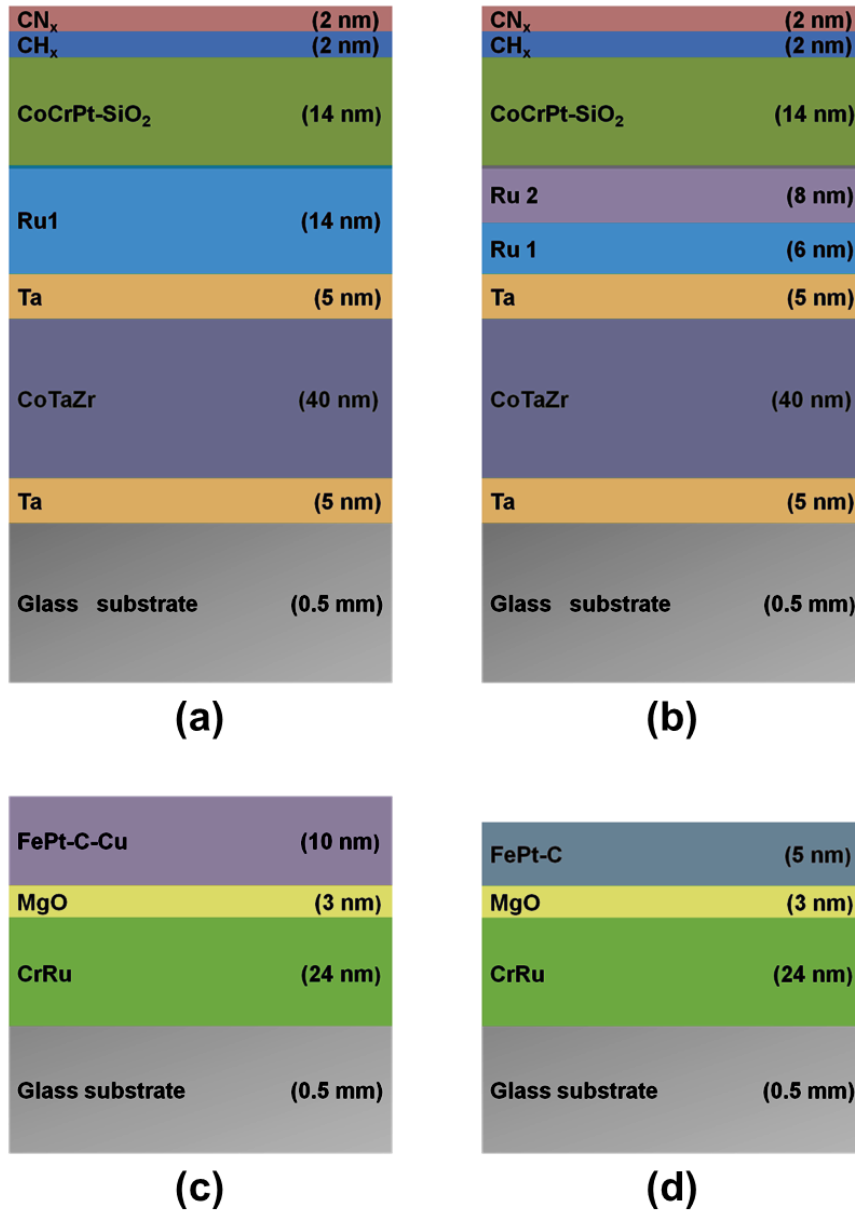 CNₓ (2 nm)
CHₓ (2 nm)
CoCrPt-SiO₂ (14 nm)
Ru1 (14 nm)
Ta (5 nm)
CoTaZr (40 nm)
Ta (5 nm)
Glass substrate (0.5 mm)
(a)
CNₓ (2 nm)
CHₓ (2 nm)
CoCrPt-SiO₂ (14 nm)
Ru 2 (8 nm)
Ru 1 (6 nm)
Ta (5 nm)
CoTaZr (40 nm)
Ta (5 nm)
Glass substrate (0.5 mm)
(b)
FePt-C-Cu (10 nm)
MgO (3 nm)
CrRu (24 nm)
Glass substrate (0.5 mm)
(c)
FePt-C (5 nm)
MgO (3 nm)
CrRu (24 nm)
Glass substrate (0.5 mm)
(d)